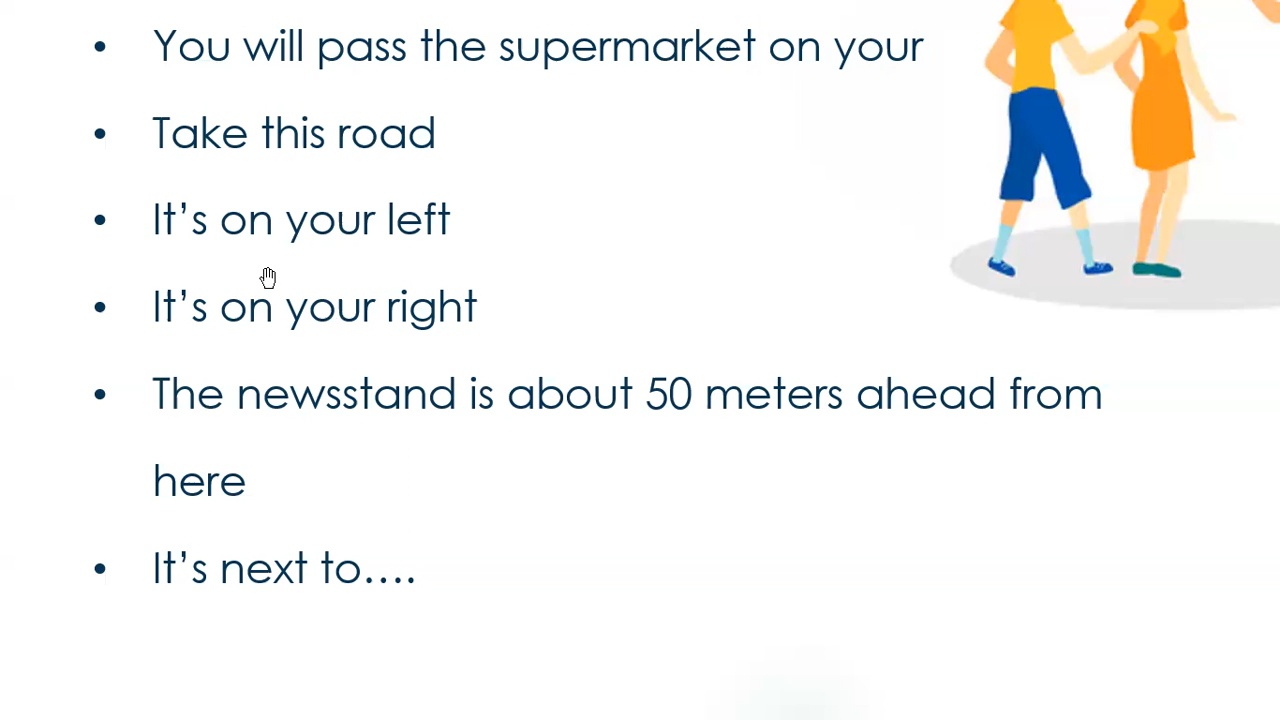 • You will pass the supermarket on your
• Take this road
• It’s on your left
• It’s on your right
• The newsstand is about 50 meters ahead from
here
• It’s next to….